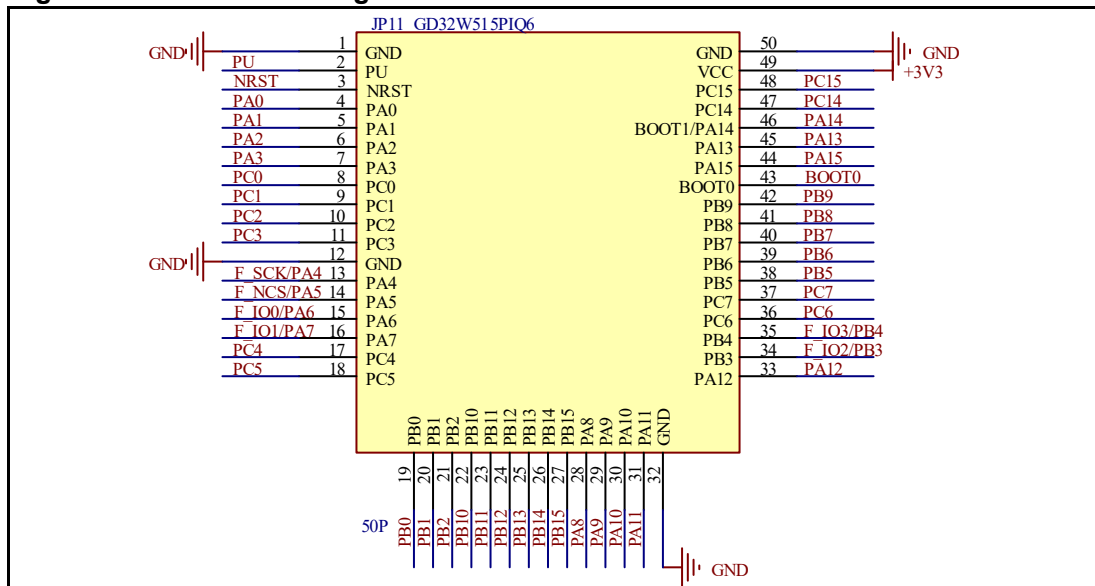 JP11 GD32W515PIQ6
GND 1 GND GND 50 GND
PU 2 PU VCC 49 +3V3
NRST 3 NRST PC15 48 PC15
PA0 4 PA0 PC14 47 PC14
PA1 5 PA1 BOOT1/PA14 46 PA14
PA2 6 PA2 PA13 45 PA13
PA3 7 PA3 PA15 44 PA15
PC0 8 PC0 BOOT0 43 BOOT0
PC1 9 PC1 PB9 42 PB9
PC2 10 PC2 PB8 41 PB8
PC3 11 PC3 PB7 40 PB7
GND 12 GND PB6 39 PB6
F_SCK/PA4 13 PA4 PB5 38 PB5
F_NCS/PA5 14 PA5 PC7 37 PC7
F_IO0/PA6 15 PA6 PC6 36 PC6
F_IO1/PA7 16 PA7 PB4 35 F_IO3/PB4
PC4 17 PC4 PB3 34 F_IO2/PB3
PC5 18 PC5 PA12 33 PA12
PB0 PB1 PB2 PB10 PB11 PB12 PB13 PB14 PB15 PA8 PA9 PA10 PA11 GND
19 20 21 22 23 24 25 26 27 28 29 30 31 32
50P PB0 PB1 PB2 PB10 PB11 PB12 PB13 PB14 PB15 PA8 PA9 PA10 PA11
GND